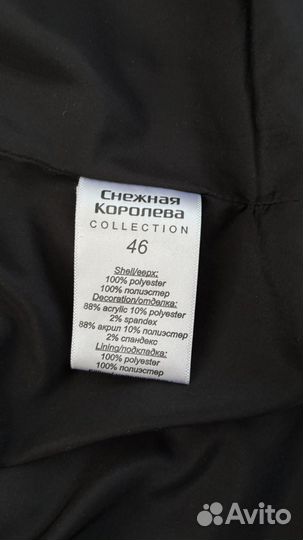 Снежная
Королева
COLLECTION
46
Shell/верх:
100% polyester
100% полиэстер
Decoration/отделка:
88% acrylic 10% polyester
2% spandex
88% акрил 10% полиэстер
2% спандекс
Lining/подкладка:
100% polyester
100% полиэстер
Avito